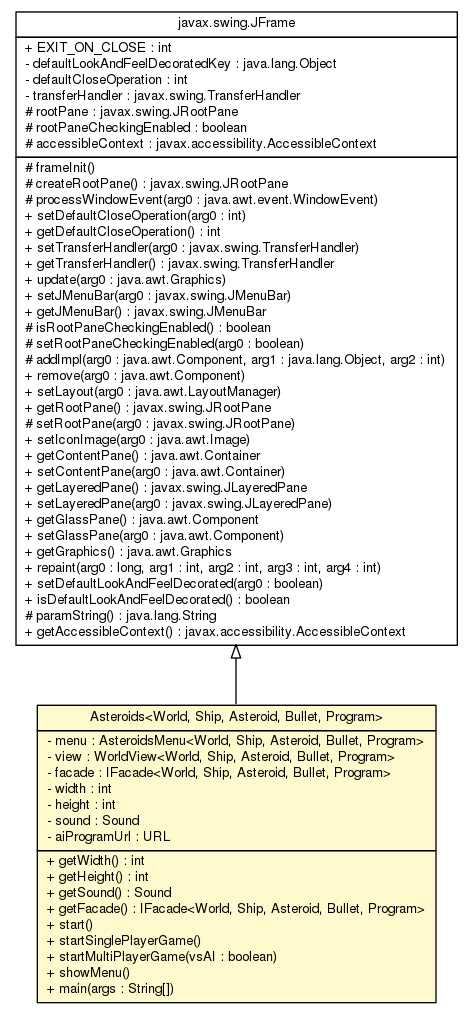 javax.swing.JFrame
+ EXIT_ON_CLOSE : int
- defaultLookAndFeelDecoratedKey : java.lang.Object
- defaultCloseOperation : int
- transferHandler : javax.swing.TransferHandler
# rootPane : javax.swing.JRootPane
# rootPaneCheckingEnabled : boolean
# accessibleContext : javax.accessibility.AccessibleContext
# frameInit()
# createRootPane() : javax.swing.JRootPane
# processWindowEvent(arg0 : java.awt.event.WindowEvent)
+ setDefaultCloseOperation(arg0 : int)
+ getDefaultCloseOperation() : int
+ setTransferHandler(arg0 : javax.swing.TransferHandler)
+ getTransferHandler() : javax.swing.TransferHandler
+ update(arg0 : java.awt.Graphics)
+ setJMenuBar(arg0 : javax.swing.JMenuBar)
+ getJMenuBar() : javax.swing.JMenuBar
# isRootPaneCheckingEnabled() : boolean
# setRootPaneCheckingEnabled(arg0 : boolean)
# addImpl(arg0 : java.awt.Component, arg1 : java.lang.Object, arg2 : int)
+ remove(arg0 : java.awt.Component)
+ setLayout(arg0 : java.awt.LayoutManager)
+ getRootPane() : javax.swing.JRootPane
# setRootPane(arg0 : javax.swing.JRootPane)
+ setIconImage(arg0 : java.awt.Image)
+ getContentPane() : java.awt.Container
+ setContentPane(arg0 : java.awt.Container)
+ getLayeredPane() : javax.swing.JLayeredPane
+ setLayeredPane(arg0 : javax.swing.JLayeredPane)
+ getGlassPane() : java.awt.Component
+ setGlassPane(arg0 : java.awt.Component)
+ getGraphics() : java.awt.Graphics
+ repaint(arg0 : long, arg1 : int, arg2 : int, arg3 : int, arg4 : int)
+ setDefaultLookAndFeelDecorated(arg0 : boolean)
+ isDefaultLookAndFeelDecorated() : boolean
# paramString() : java.lang.String
+ getAccessibleContext() : javax.accessibility.AccessibleContext
Asteroids<World, Ship, Asteroid, Bullet, Program>
- menu : AsteroidsMenu<World, Ship, Asteroid, Bullet, Program>
- view : WorldView<World, Ship, Asteroid, Bullet, Program>
- facade : IFacade<World, Ship, Asteroid, Bullet, Program>
- width : int
- height : int
- sound : Sound
- aiProgramUrl : URL
+ getWidth() : int
+ getHeight() : int
+ getSound() : Sound
+ getFacade() : IFacade<World, Ship, Asteroid, Bullet, Program>
+ start()
+ startSinglePlayerGame()
+ startMultiPlayerGame(vsAI : boolean)
+ showMenu()
+ main(args : String[])